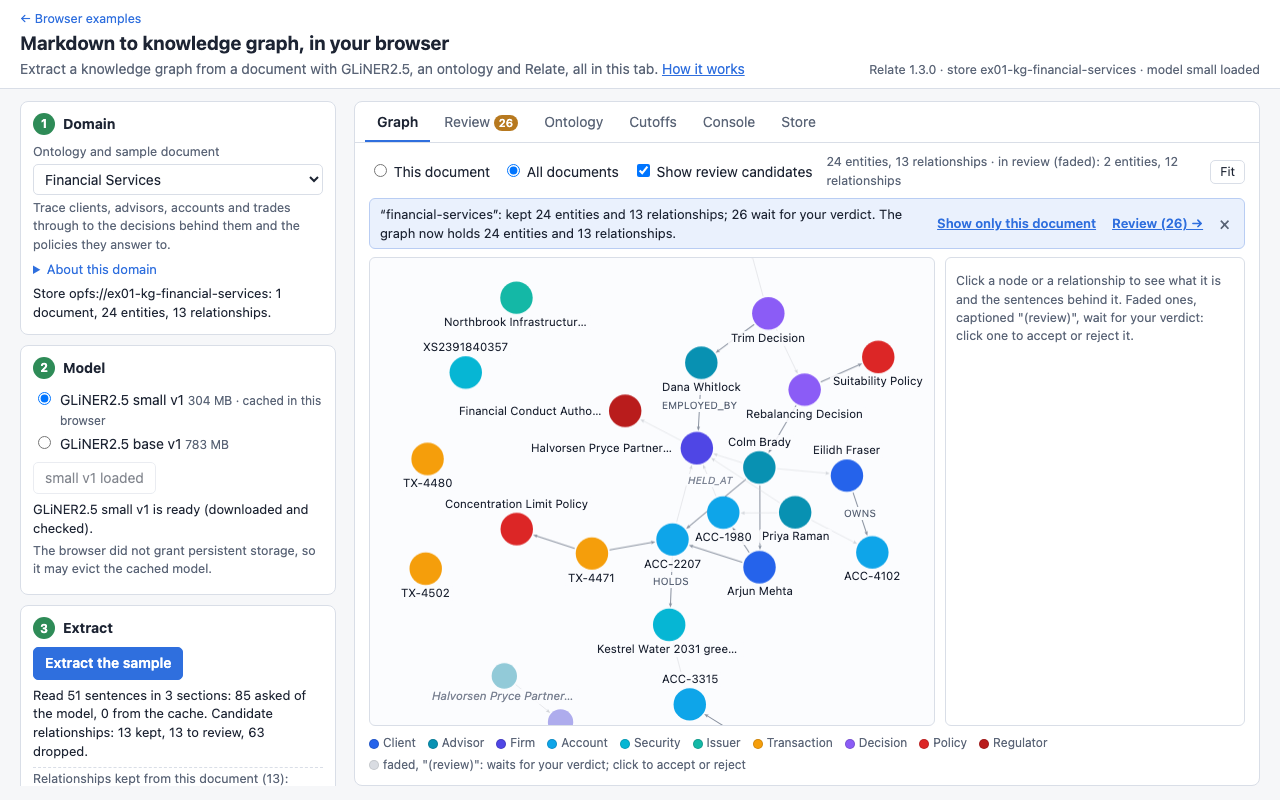 ← Browser examples
Markdown to knowledge graph, in your browser
Extract a knowledge graph from a document with GLiNER2.5, an ontology and Relate, all in this tab. How it works
Relate 1.3.0 · store ex01-kg-financial-services · model small loaded
1 Domain
Ontology and sample document
Financial Services
Trace clients, advisors, accounts and trades
through to the decisions behind them and the
policies they answer to.
▶ About this domain
Store opfs://ex01-kg-financial-services: 1
document, 24 entities, 13 relationships.
2 Model
GLiNER2.5 small v1 304 MB · cached in this
browser
GLiNER2.5 base v1 783 MB
small v1 loaded
GLiNER2.5 small v1 is ready (downloaded and
checked).
The browser did not grant persistent storage, so
it may evict the cached model.
3 Extract
Extract the sample
Read 51 sentences in 3 sections: 85 asked of
the model, 0 from the cache. Candidate
relationships: 13 kept, 13 to review, 63
dropped.
Relationships kept from this document (13):
Graph
Review 26
Ontology
Cutoffs
Console
Store
This document
All documents
Show review candidates
24 entities, 13 relationships · in review (faded): 2 entities, 12
relationships
Fit
“financial-services”: kept 24 entities and 13 relationships; 26 wait for your verdict. The
graph now holds 24 entities and 13 relationships.
Show only this document
Review (26) →
×
Northbrook Infrastructur...
XS2391840357
Trim Decision
Dana Whitlock
Suitability Policy
EMPLOYED_BY
Financial Conduct Autho...
Rebalancing Decision
Halvorsen Pryce Partner...
Colm Brady
Eilidh Fraser
TX-4480
HELD_AT
Concentration Limit Policy
OWNS
ACC-1980
Priya Raman
ACC-2207
TX-4471
ACC-4102
HOLDS
TX-4502
Arjun Mehta
Kestrel Water 2031 gree...
ACC-3315
Halvorsen Pryce Partner...
Click a node or a relationship to see what it is
and the sentences behind it. Faded ones,
captioned "(review)", wait for your verdict:
click one to accept or reject it.
Client
Advisor
Firm
Account
Security
Issuer
Transaction
Decision
Policy
Regulator
faded, "(review)": waits for your verdict; click to accept or reject